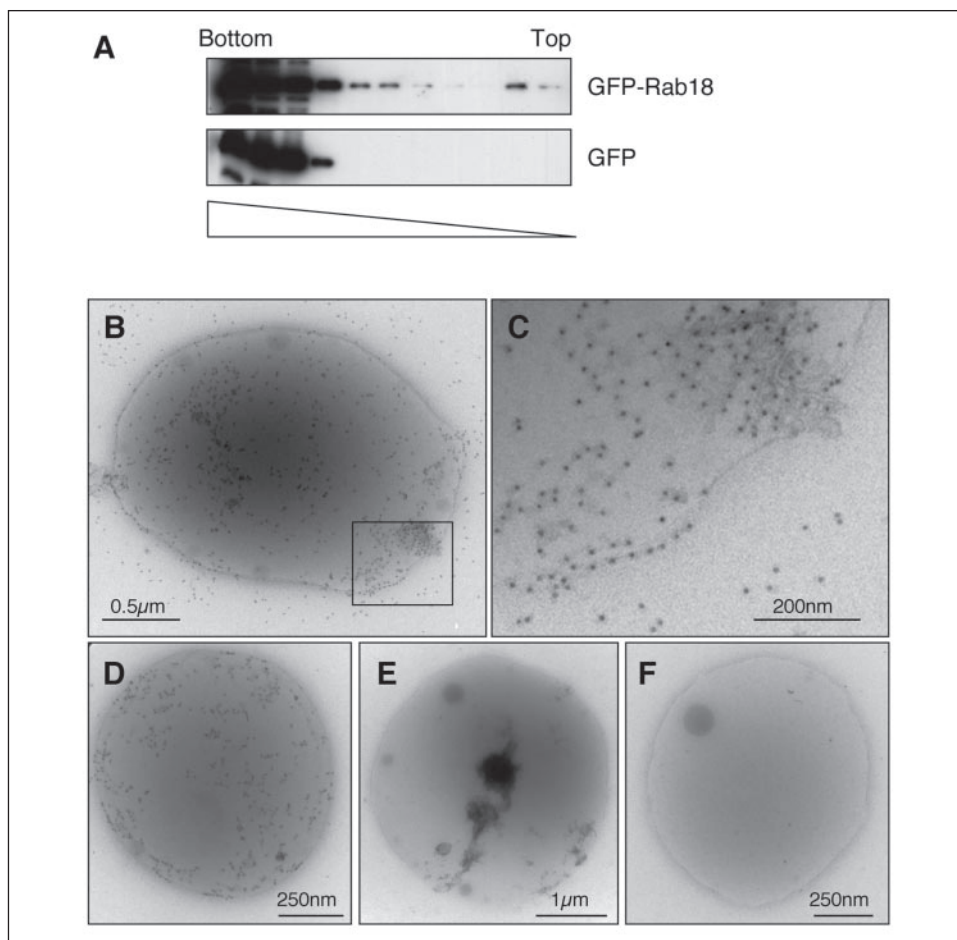 A
Bottom Top
GFP-Rab18
GFP
B
0.5µm
C
200nm
D
250nm
E
1µm
F
250nm